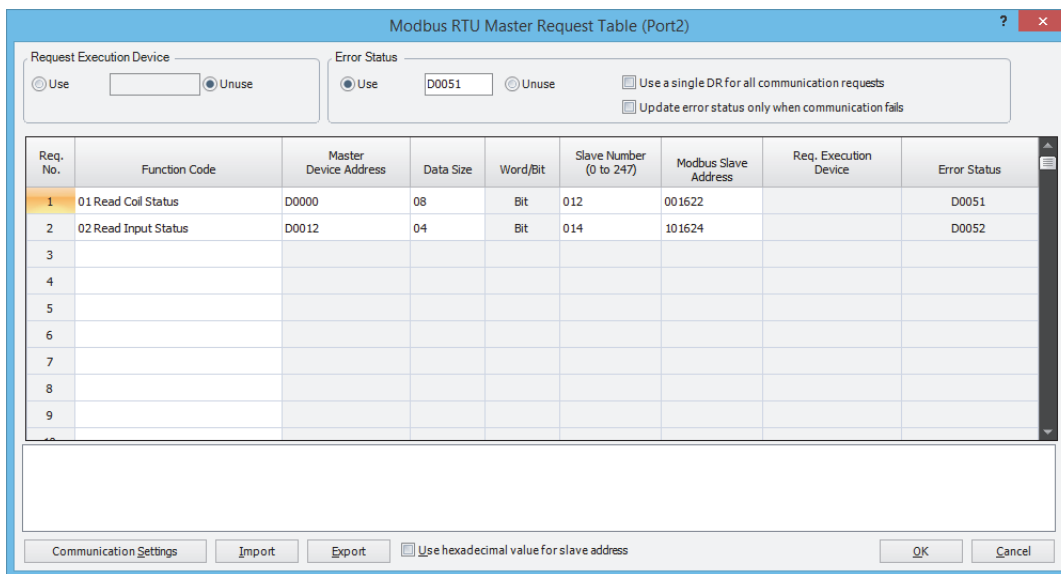 Modbus RTU Master Request Table (Port2)
? ×
Request Execution Device
Use Unuse
Error Status
Use D0051 Unuse
Use a single DR for all communication requests
Update error status only when communication fails
Req. No. Function Code Master Device Address Data Size Word/Bit Slave Number (0 to 247) Modbus Slave Address Req. Execution Device Error Status
1 01 Read Coil Status D0000 08 Bit 012 001622 D0051
2 02 Read Input Status D0012 04 Bit 014 101624 D0052
3
4
5
6
7
8
9
Communication Settings Import Export Use hexadecimal value for slave address OK Cancel